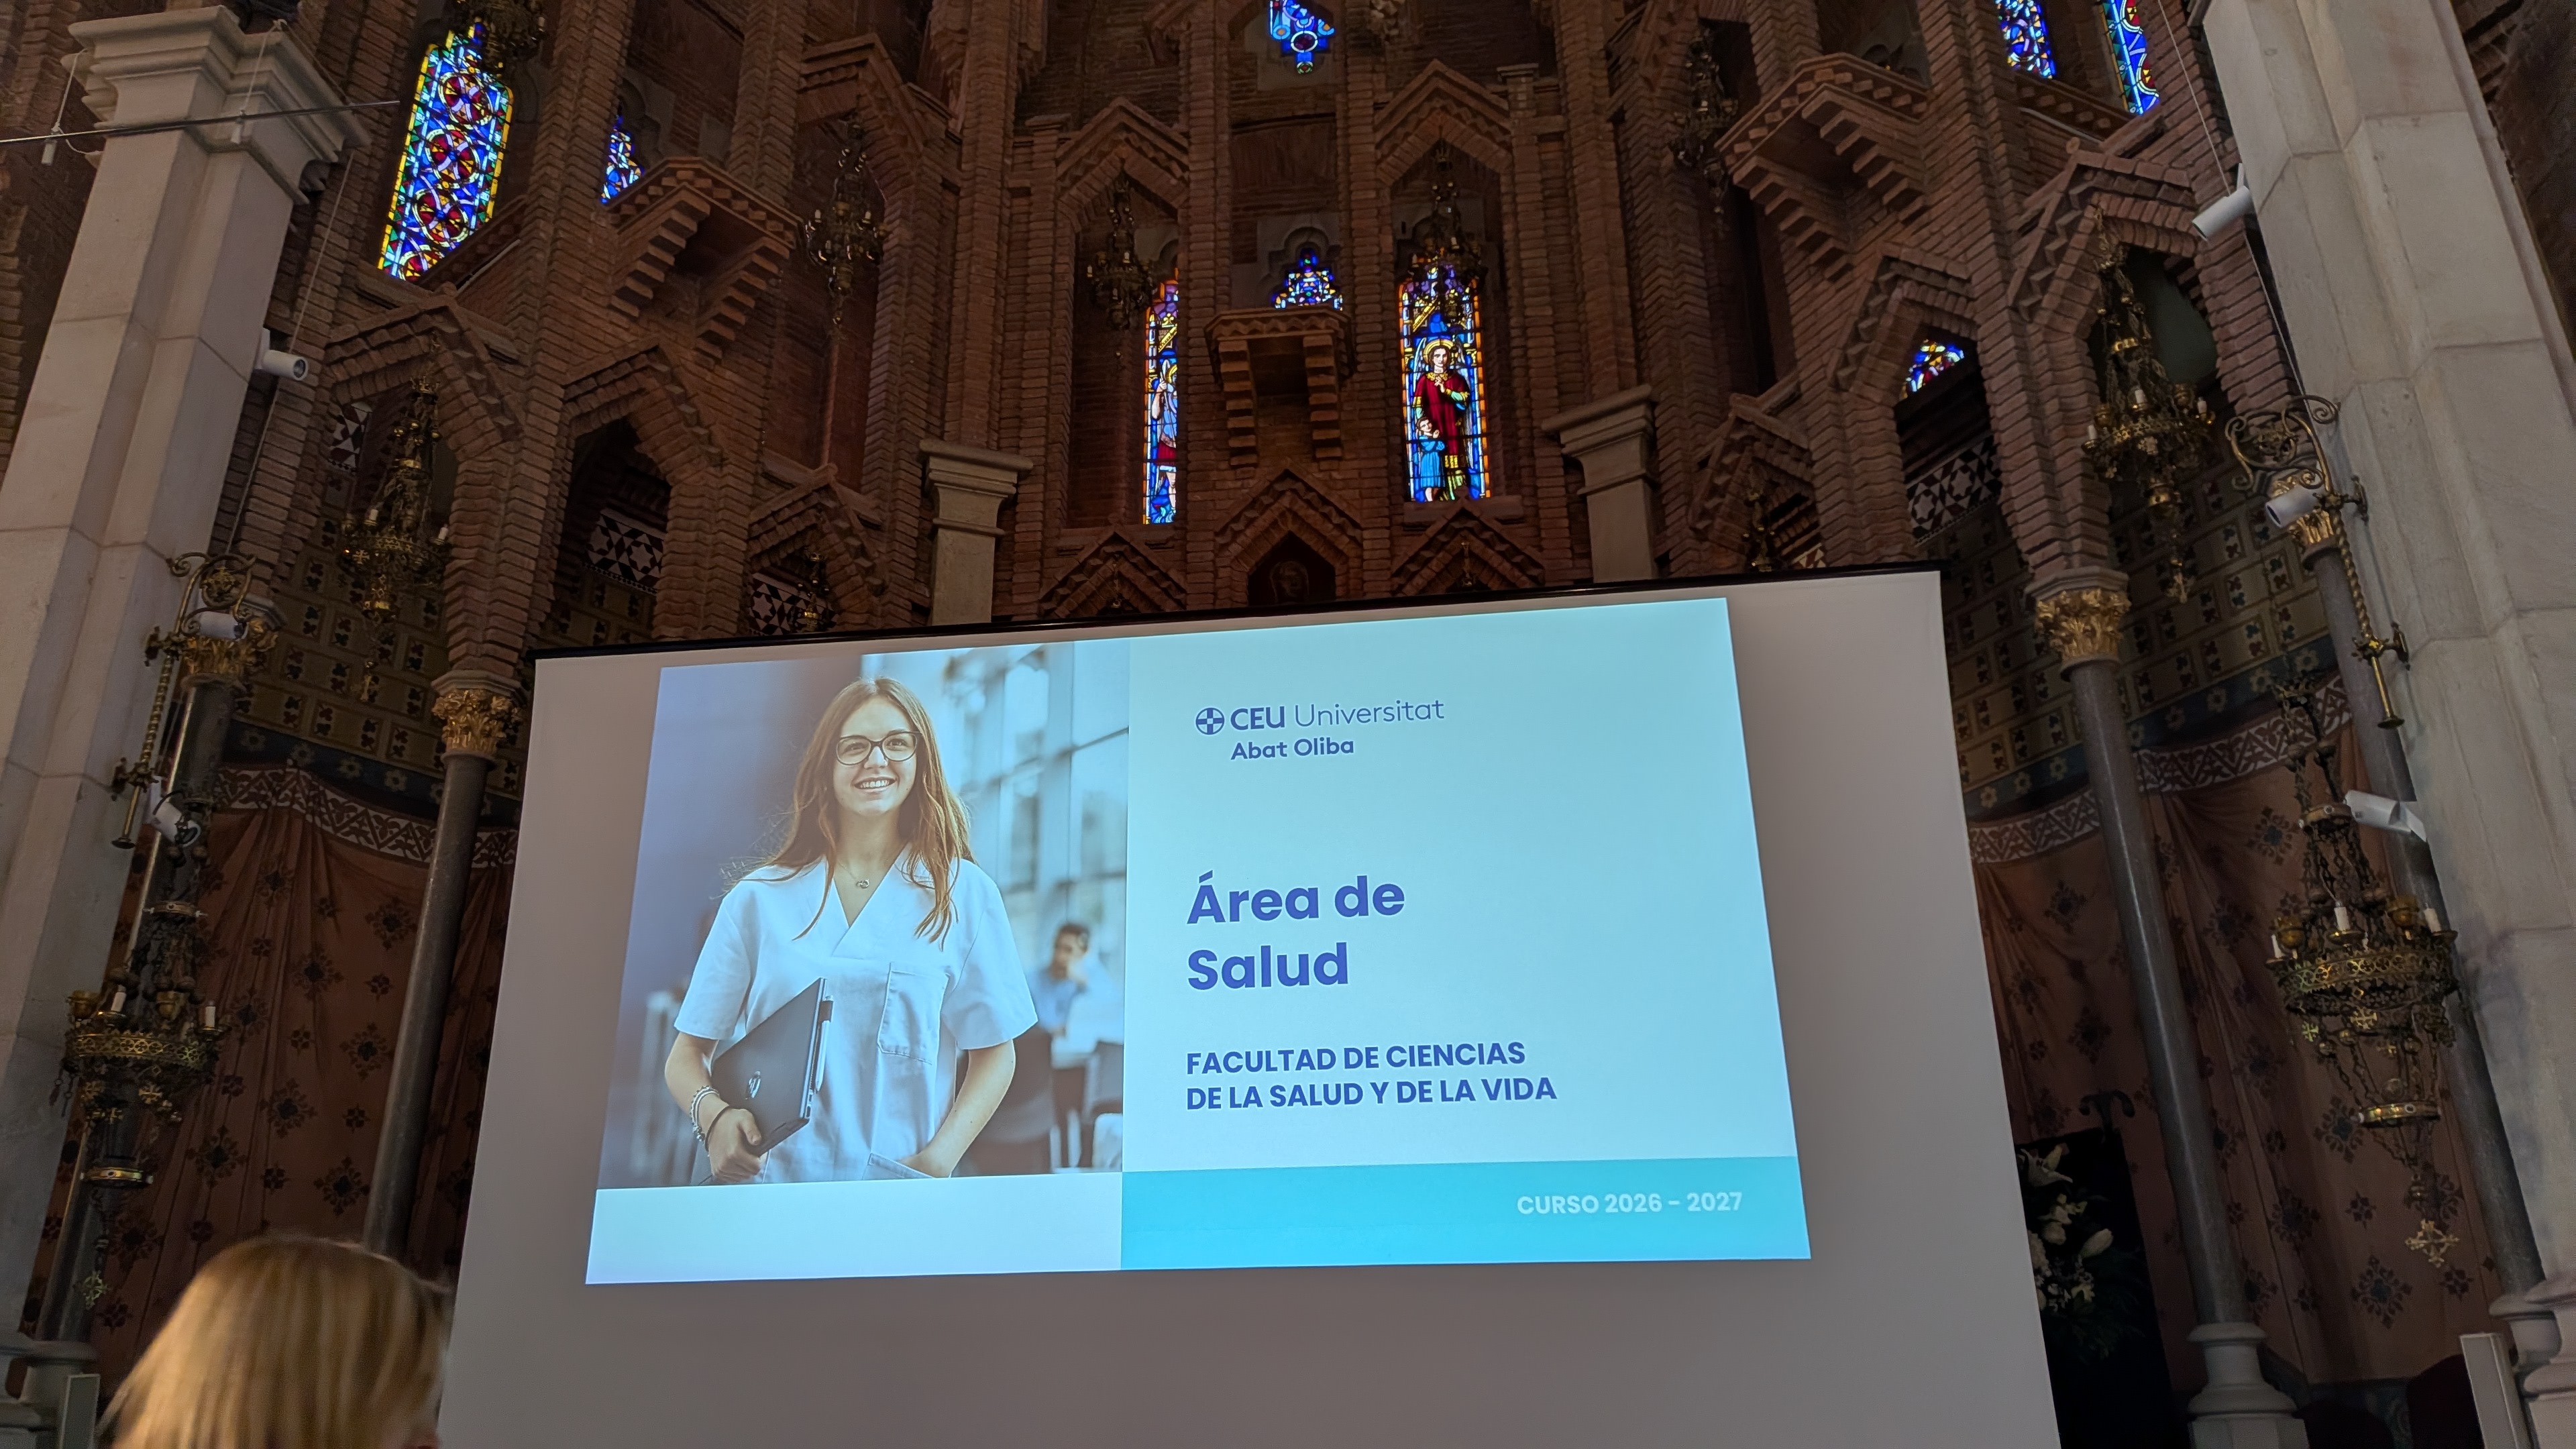 CEU Universitat
Abat Oliba
Área de
Salud
FACULTAD DE CIENCIAS
DE LA SALUD Y DE LA VIDA
CURSO 2026 - 2027